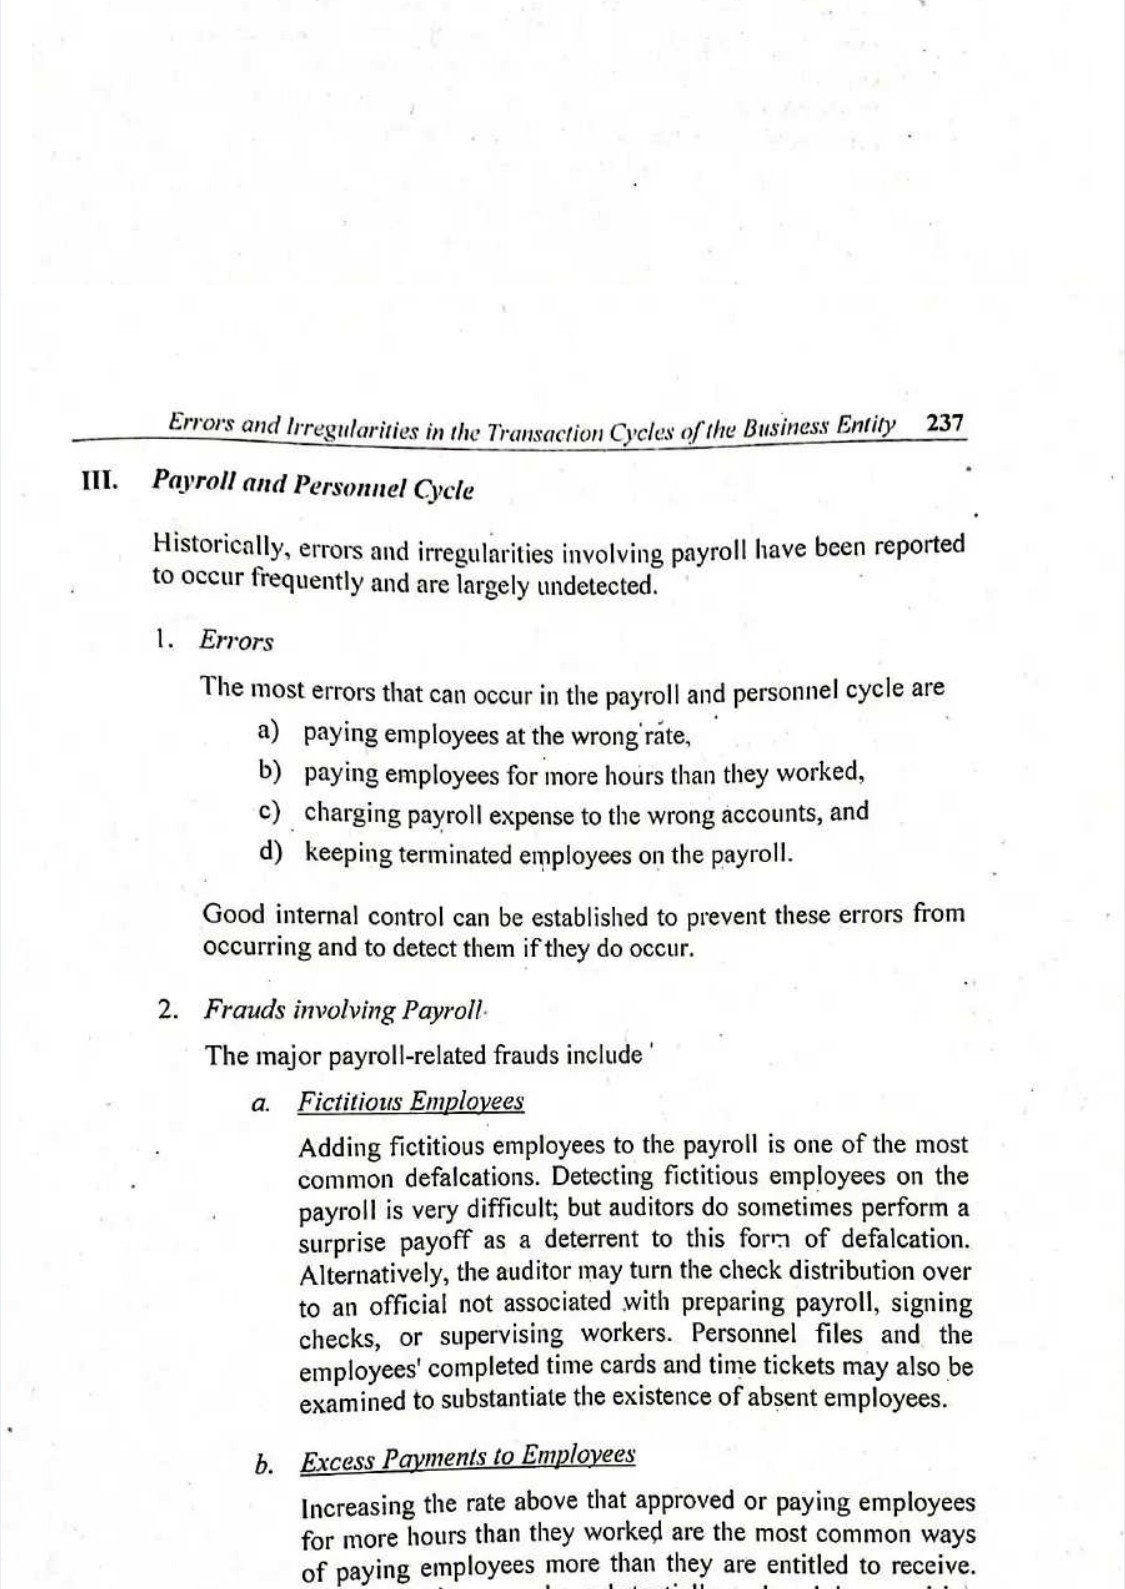 Errors and Irregularities in the Transaction Cycles of the Business Entity 237
III. Payroll and Personnel Cycle
Historically, errors and irregularities involving payroll have been reported
to occur frequently and are largely undetected.
1. Errors
The most errors that can occur in the payroll and personnel cycle are
a) paying employees at the wrong rate,
b) paying employees for more hours than they worked,
c) charging payroll expense to the wrong accounts, and
d) keeping terminated employees on the payroll.
Good internal control can be established to prevent these errors from
occurring and to detect them if they do occur.
2. Frauds involving Payroll
The major payroll-related frauds include
a. Fictitious Employees
Adding fictitious employees to the payroll is one of the most
common defalcations. Detecting fictitious employees on the
payroll is very difficult; but auditors do sometimes perform a
surprise payoff as a deterrent to this form of defalcation.
Alternatively, the auditor may turn the check distribution over
to an official not associated with preparing payroll, signing
checks, or supervising workers. Personnel files and the
employees' completed time cards and time tickets may also be
examined to substantiate the existence of absent employees.
b. Excess Payments to Employees
Increasing the rate above that approved or paying employees
for more hours than they worked are the most common ways
of paying employees more than they are entitled to receive.